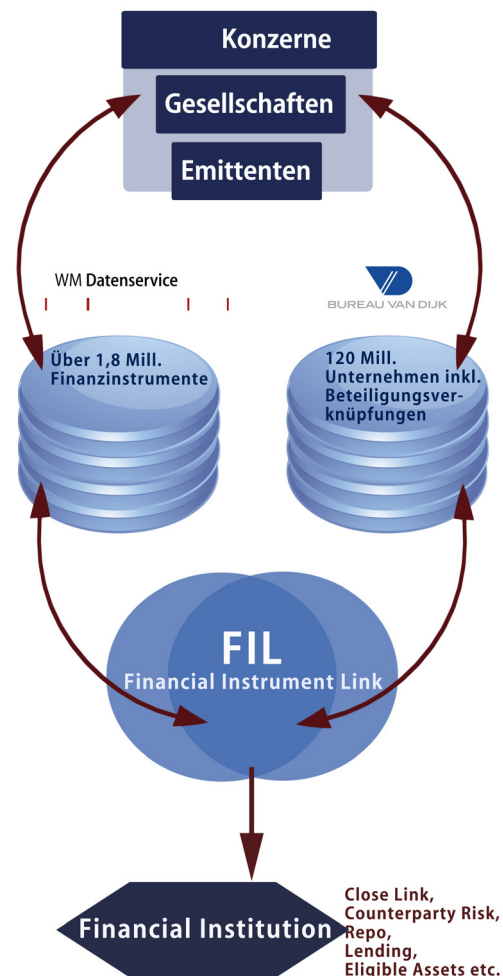 Konzerne
Gesellschaften
Emittenten
WM Datenservice
BUREAU VAN DIJK
Über 1,8 Mill.
Finanzinstrumente
120 Mill.
Unternehmen inkl.
Beteiligungsver-
knüpfungen
FIL
Financial Instrument Link
Financial Institution
Close Link,
Counterparty Risk,
Repo,
Lending,
Eligible Assets etc.